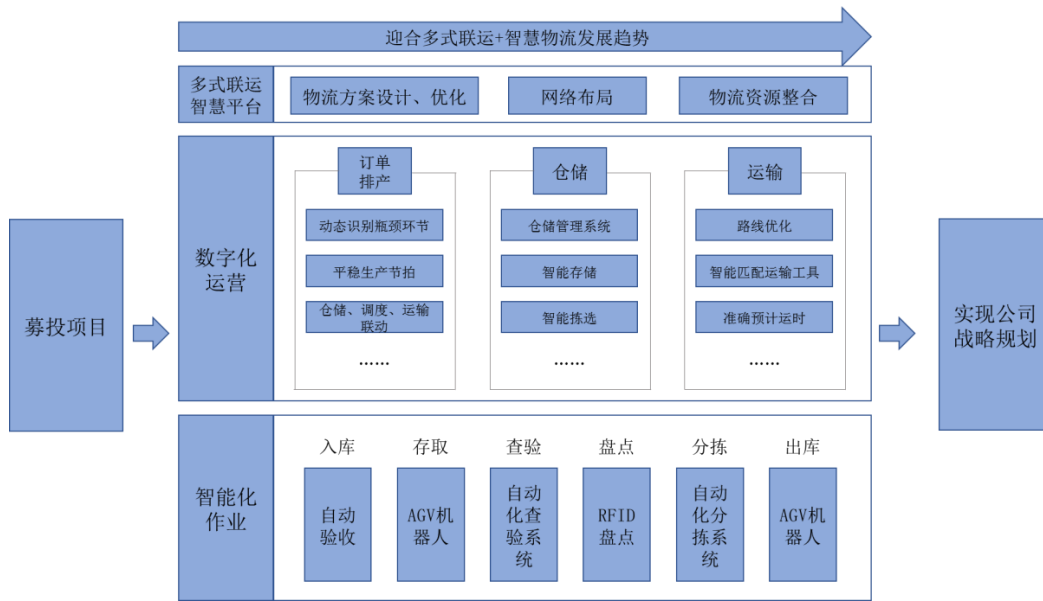 迎合多式联运+智慧物流发展趋势
多式联运
智慧平台
物流方案设计、优化
网络布局
物流资源整合
募投项目
数字化
运营
订单
排产
动态识别瓶颈环节
平稳生产节拍
仓储、调度、运输
联动
……
仓储
仓储管理系统
智能存储
智能拣选
……
运输
路线优化
智能匹配运输工具
准确预计运时
……
智能化
作业
入库
自动
验收
存取
AGV机
器人
查验
自动
化查
验系
统
盘点
RFID
盘点
分拣
自动
化分
拣系
统
出库
AGV机
器人
实现公司
战略规划